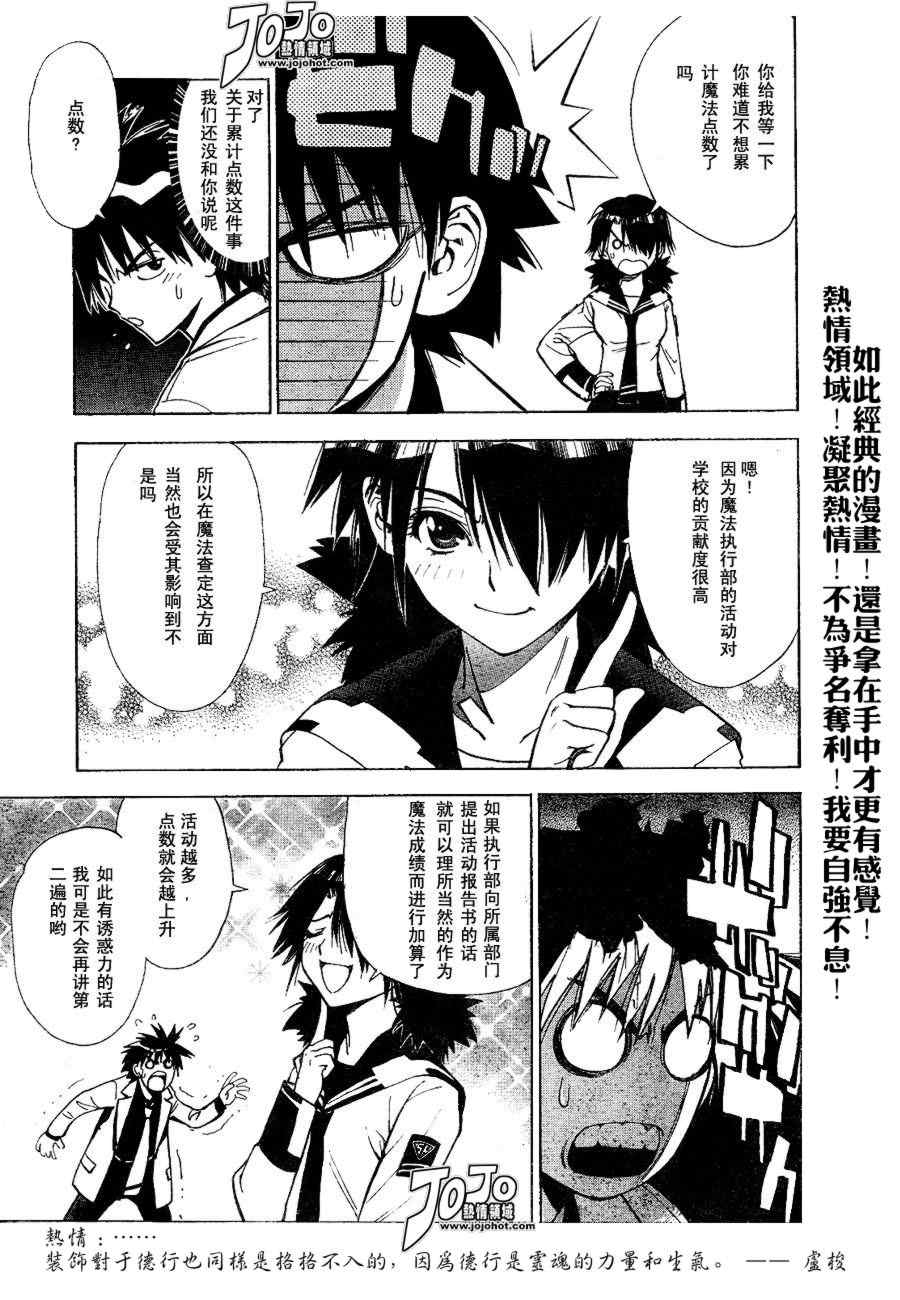 JOJO
熱情領域
www.jojohot.com
你给我等一下
你难道不想累
计魔法点数了
吗
对了
关于累计点数这件事
我们还没和你说呢
点数?
嗯!
因为魔法执行部的活动对
学校的贡献度很高
所以在魔法查定这方面
当然也会受其影响到不
是吗
如果执行部向所属部门
提出活动报告书的话
就可以理所当然的作为
魔法成绩而进行加算了
活动越多,
点数就会越上升
如此有诱惑力的话
我可是不会再讲第
二遍的哟
如此經典的漫畫!還是拿在手中才更有感覺!
熱情領域!凝聚熱情!不為爭名奪利!我要自強不息!
JOJO
熱情領域
www.jojohot.com
熱情:……
裝飾對于德行也同樣是格格不入的,因爲德行是靈魂的力量和生氣。 —— 盧梭